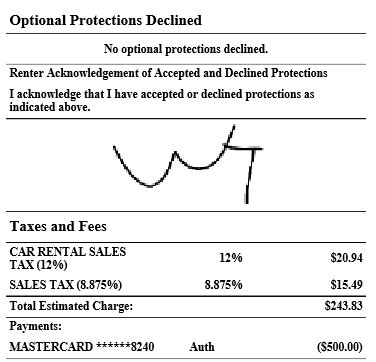 Optional Protections Declined
No optional protections declined.
Renter Acknowledgement of Accepted and Declined Protections
I acknowledge that I have accepted or declined protections as
indicated above.
Taxes and Fees
CAR RENTAL SALES
TAX (12%) 12% $20.94
SALES TAX (8.875%) 8.875% $15.49
Total Estimated Charge: $243.83
Payments:
MASTERCARD ******8240 Auth ($500.00)